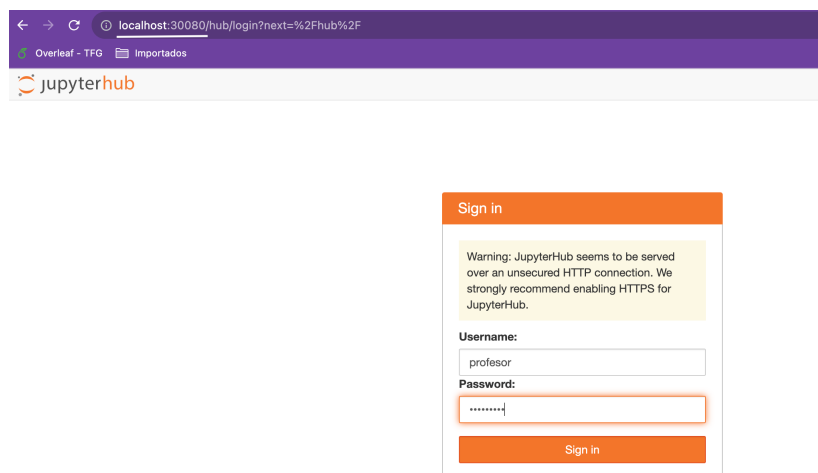 localhost:30080/hub/login?next=%2Fhub%2F
Overleaf - TFG Importados
jupyterhub
Sign in
Warning: JupyterHub seems to be served
over an unsecured HTTP connection. We
strongly recommend enabling HTTPS for
JupyterHub.
Username:
profesor
Password:
•••••••••
Sign in